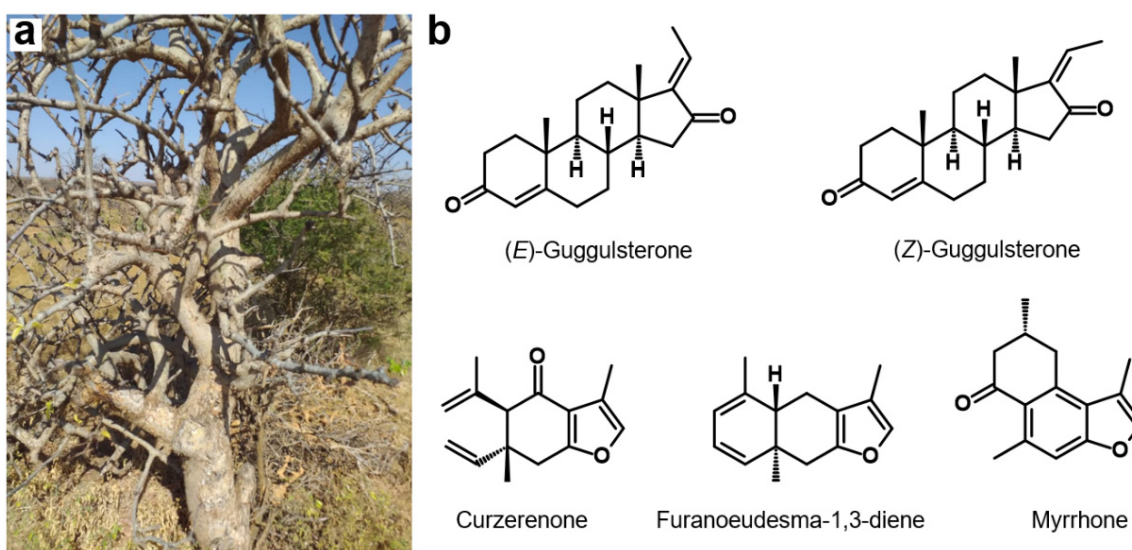 a
b
H
O
H
H
O
(E)-Guggulsterone
H
O
H
H
O
(Z)-Guggulsterone
O
O
Curzerenone
H
O
Furanoeudesma-1,3-diene
O
O
Myrrhone